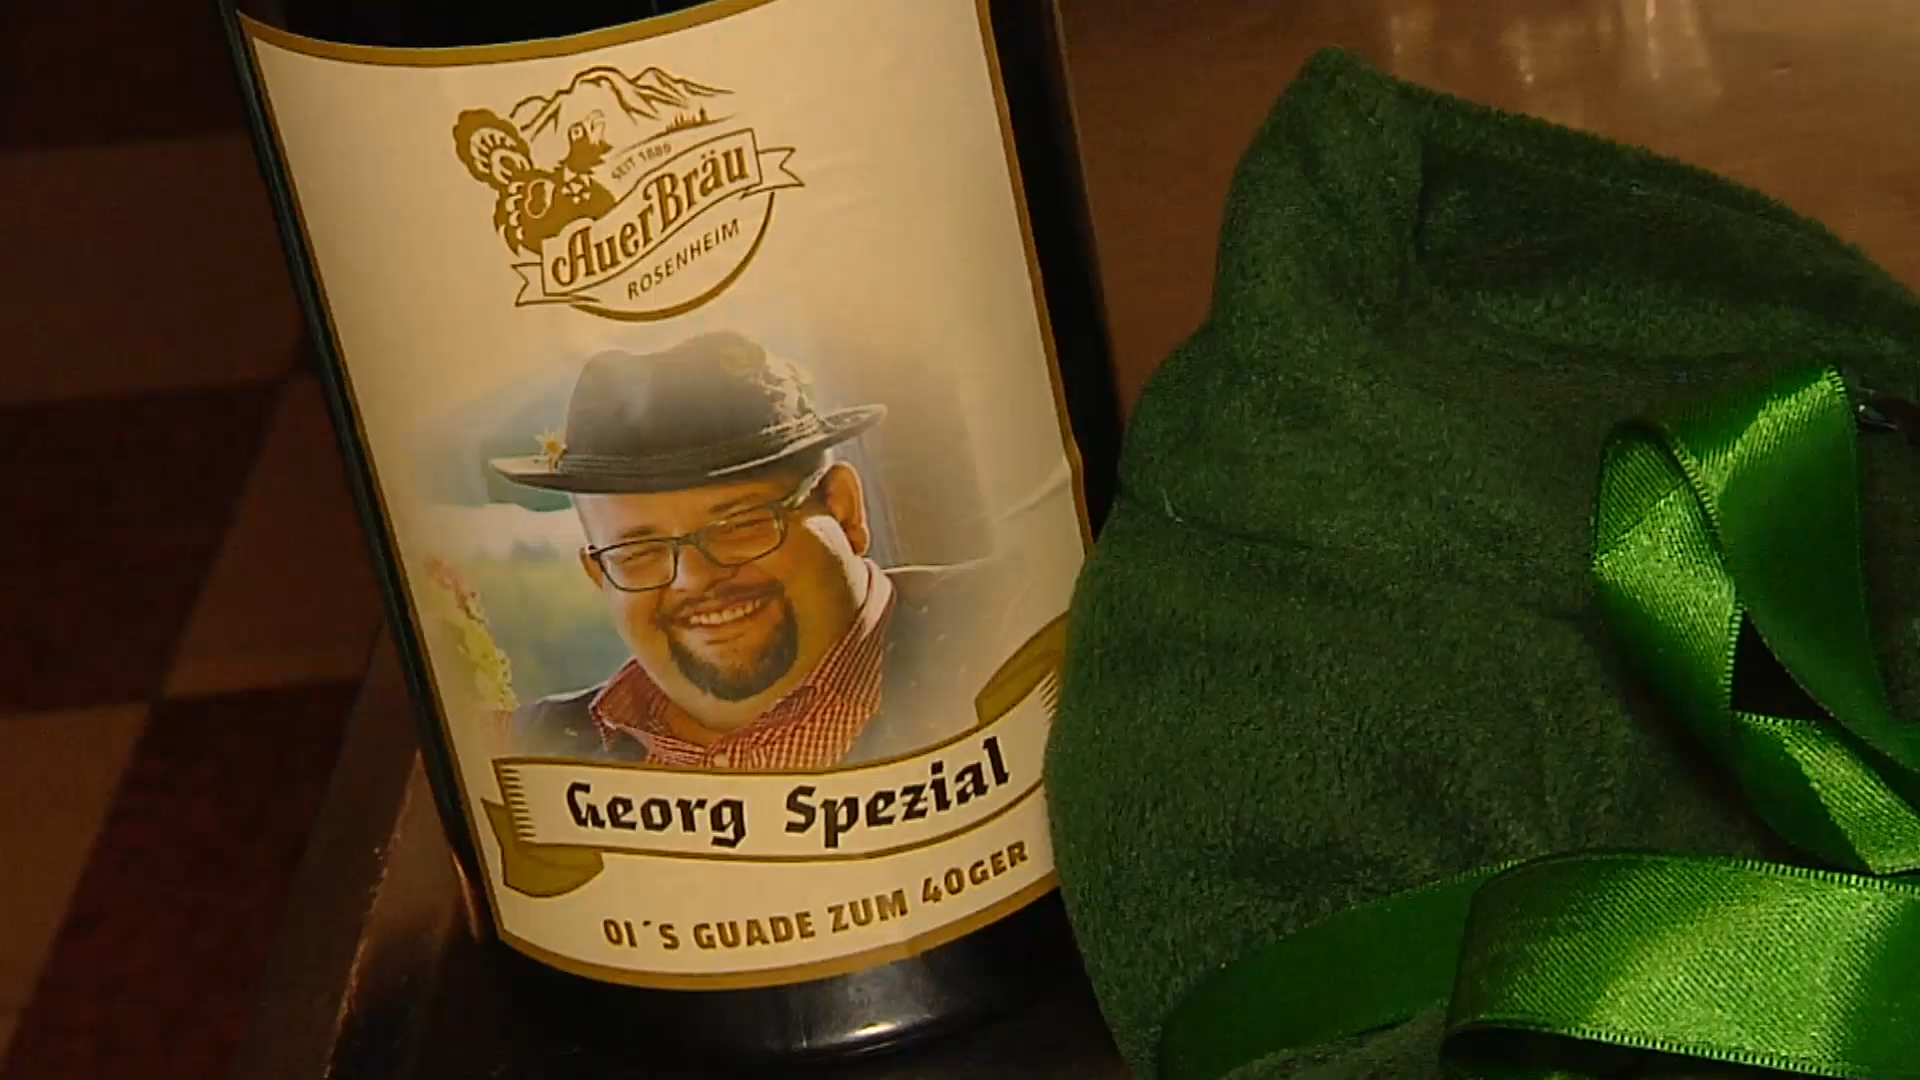 SEIT 1889
AuerBräu
ROSENHEIM
Georg Spezial
OI´S GUADE ZUM 40GER